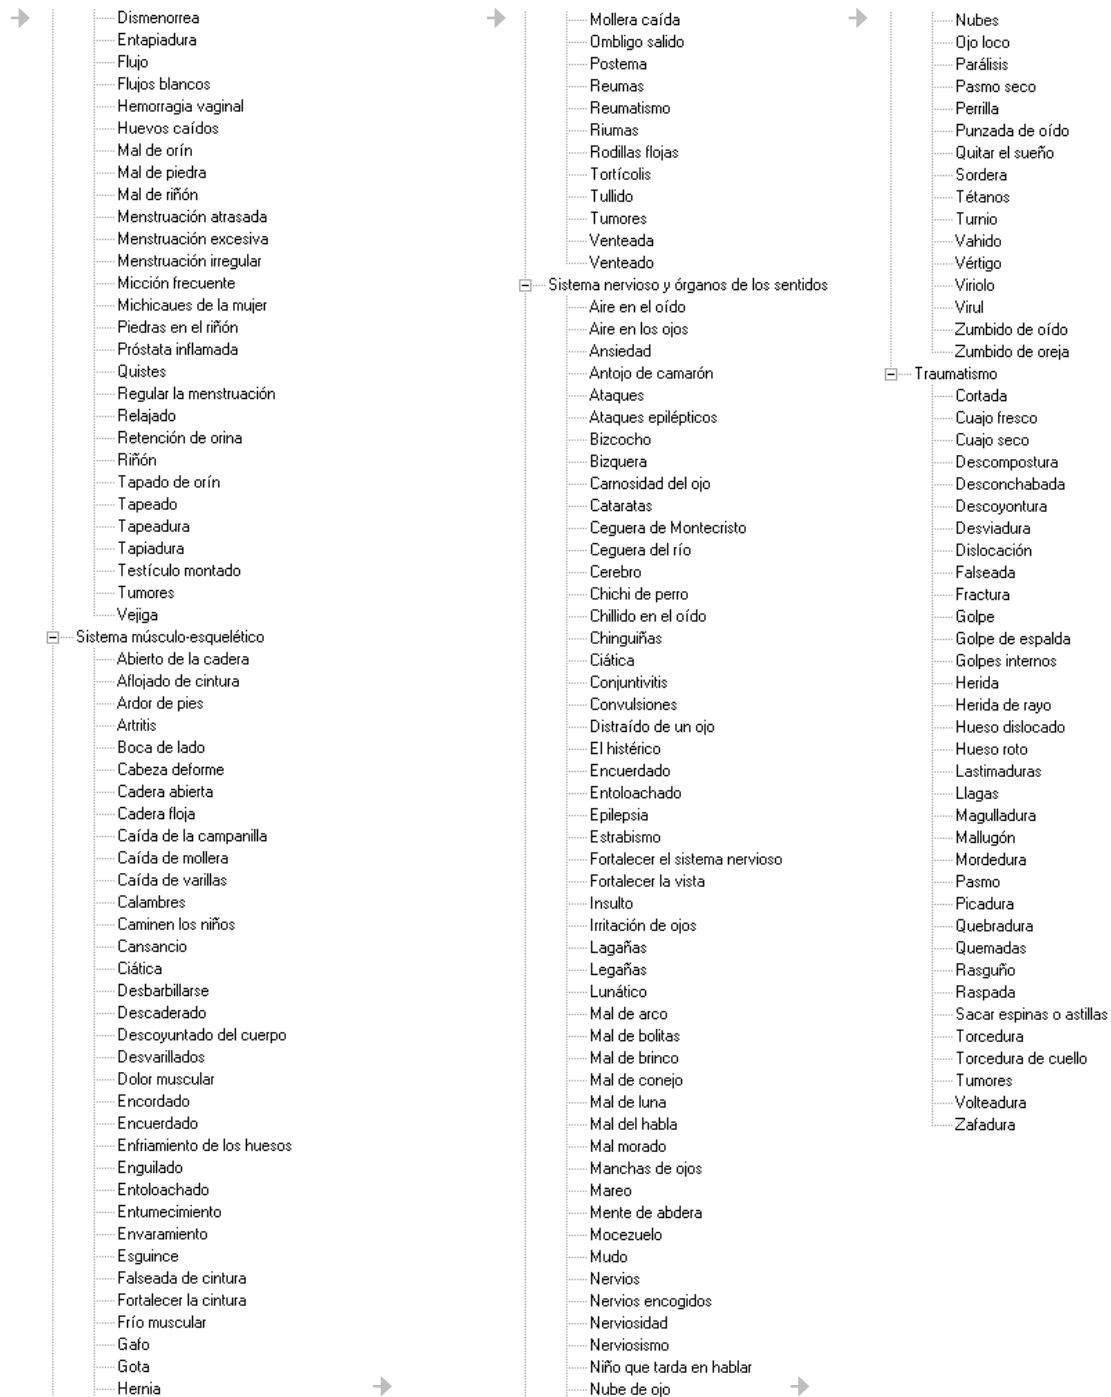 Dismenorrea
Entapiadura
Flujo
Flujos blancos
Hemorragia vaginal
Huevos caídos
Mal de orín
Mal de piedra
Mal de riñón
Menstruación atrasada
Menstruación excesiva
Menstruación irregular
Micción frecuente
Michicaues de la mujer
Piedras en el riñón
Próstata inflamada
Quistes
Regular la menstruación
Relajado
Retención de orina
Riñón
Tapado de orín
Tapeado
Tapeadura
Tapiadura
Testículo montado
Tumores
Vejiga
Sistema músculo-esquelético
Abierto de la cadera
Aflojado de cintura
Ardor de pies
Artritis
Boca de lado
Cabeza deforme
Cadera abierta
Cadera floja
Caída de la campanilla
Caída de mollera
Caída de varillas
Calambres
Caminen los niños
Cansancio
Ciática
Desbarbillarse
Descaderado
Descoyuntado del cuerpo
Desvarillados
Dolor muscular
Encordado
Encuerdado
Enfriamiento de los huesos
Enguilado
Entoloachado
Entumecimiento
Envaramiento
Esguince
Falseada de cintura
Fortalecer la cintura
Frío muscular
Gafo
Gota
Hernia
Mollera caída
Ombligo salido
Postema
Reumas
Reumatismo
Riumas
Rodillas flojas
Tortícolis
Tullido
Tumores
Venteada
Venteado
Sistema nervioso y órganos de los sentidos
Aire en el oído
Aire en los ojos
Ansiedad
Antojo de camarón
Ataques
Ataques epilépticos
Bizcocho
Bizquera
Carnosidad del ojo
Cataratas
Ceguera de Montecristo
Ceguera del río
Cerebro
Chichi de perro
Chillido en el oído
Chinguiñas
Ciática
Conjuntivitis
Convulsiones
Distraído de un ojo
El histérico
Encuerdado
Entoloachado
Epilepsia
Estrabismo
Fortalecer el sistema nervioso
Fortalecer la vista
Insulto
Irritación de ojos
Lagañas
Legañas
Lunático
Mal de arco
Mal de bolitas
Mal de brinco
Mal de conejo
Mal de luna
Mal del habla
Mal morado
Manchas de ojos
Mareo
Mente de abdera
Mocezuelo
Mudo
Nervios
Nervios encogidos
Nerviosidad
Nerviosismo
Niño que tarda en hablar
Nube de ojo
Nubes
Ojo loco
Parálisis
Pasmo seco
Perrilla
Punzada de oído
Quitar el sueño
Sordera
Tétanos
Turnio
Vahido
Vértigo
Viriolo
Virul
Zumbido de oído
Zumbido de oreja
Traumatismo
Cortada
Cuajo fresco
Cuajo seco
Descompostura
Desconchabada
Descoyontura
Desviadura
Dislocación
Falseada
Fractura
Golpe
Golpe de espalda
Golpes internos
Herida
Herida de rayo
Hueso dislocado
Hueso roto
Lastimaduras
Llagas
Magulladura
Mallugón
Mordedura
Pasmo
Picadura
Quebradura
Quemadas
Rasguño
Raspada
Sacar espinas o astillas
Torcedura
Torcedura de cuello
Tumores
Volteadura
Zafadura